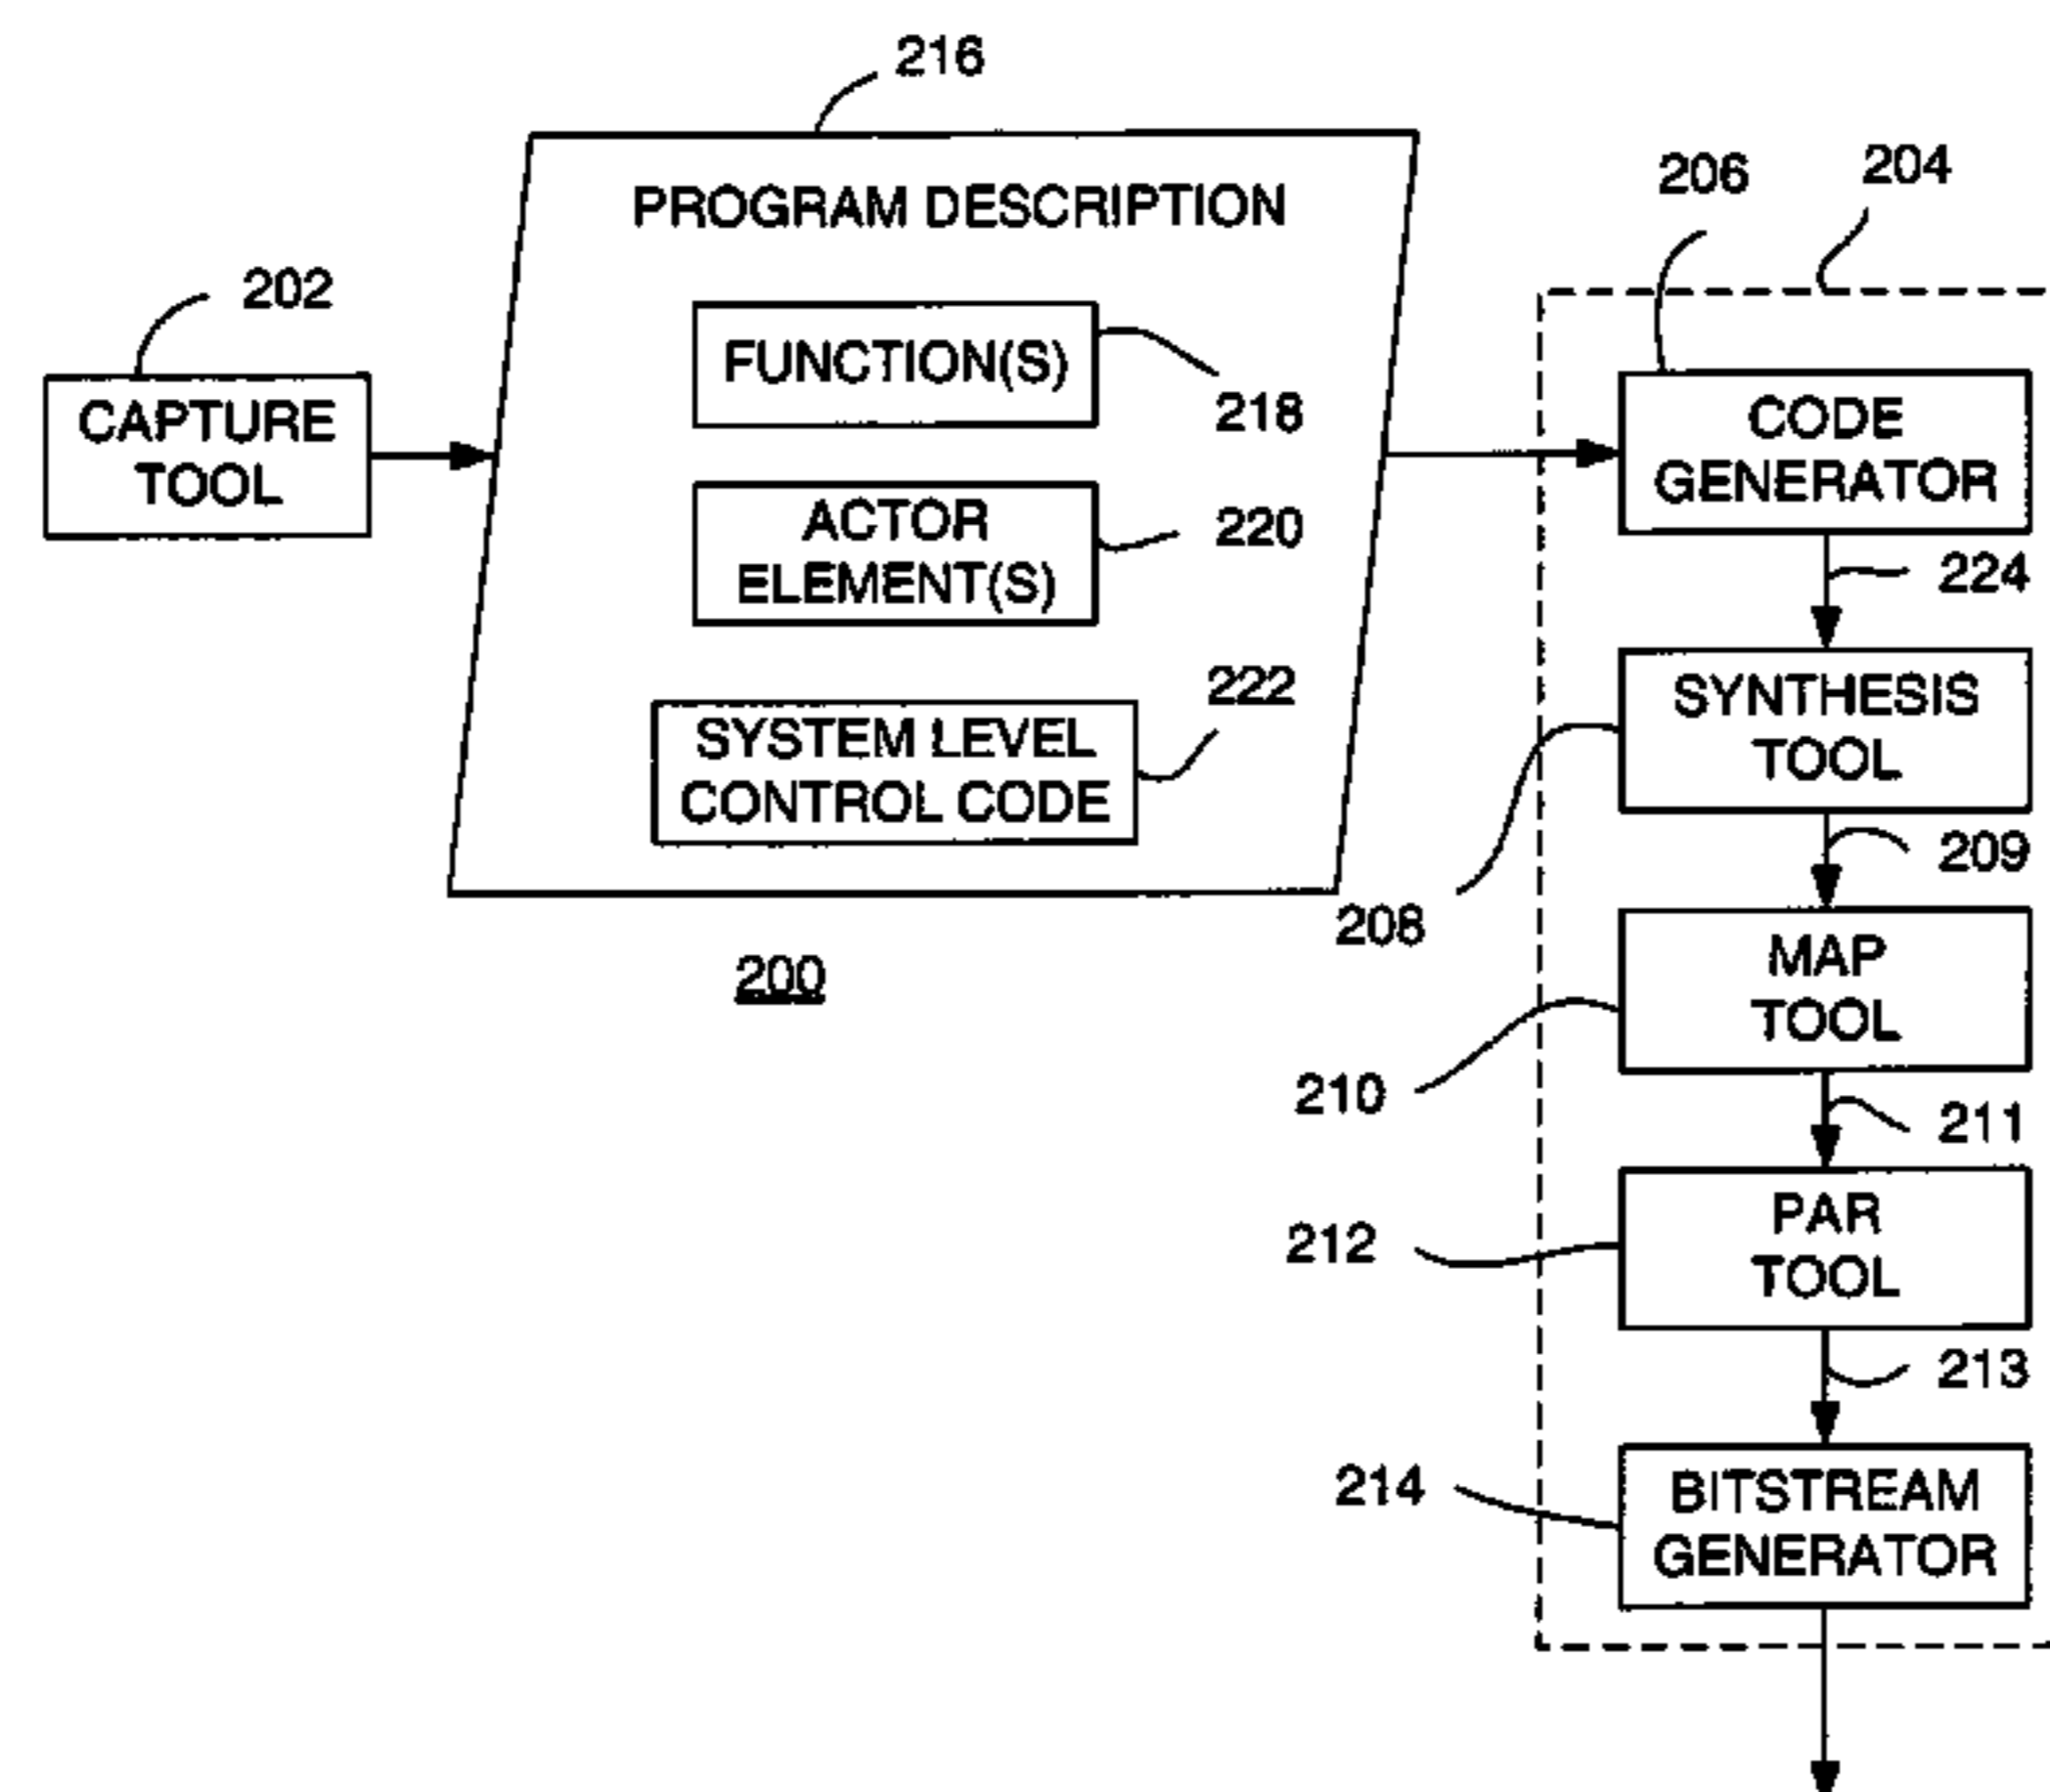 216
PROGRAM DESCRIPTION
206
204
202
CAPTURE
TOOL
FUNCTION(S)
218
ACTOR
ELEMENT(S)
220
SYSTEM LEVEL
CONTROL CODE
222
200
CODE
GENERATOR
224
SYNTHESIS
TOOL
208
209
MAP
TOOL
210
211
PAR
TOOL
212
213
BITSTREAM
GENERATOR
214